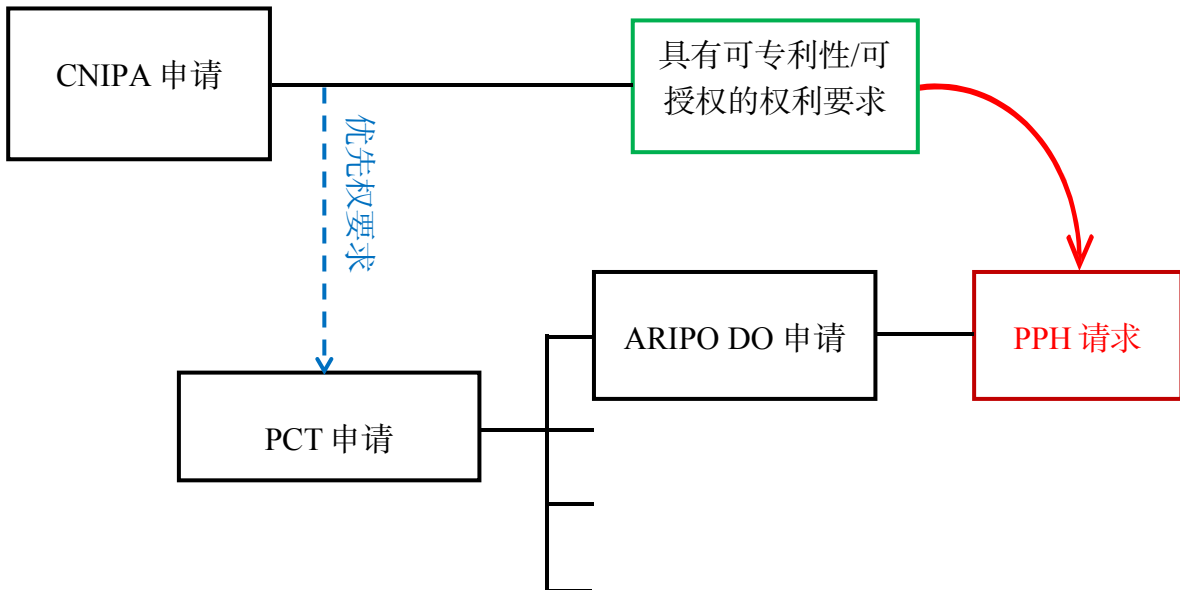 CNIPA 申请
具有可专利性/可
授权的权利要求
优先权要求
ARIPO DO 申请
PPH 请求
PCT 申请